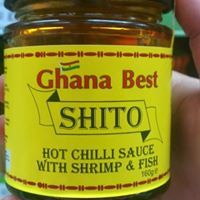 Ghana Best
SHITO
HOT CHILLI SAUCE
WITH SHRIMP & FISH
160g e